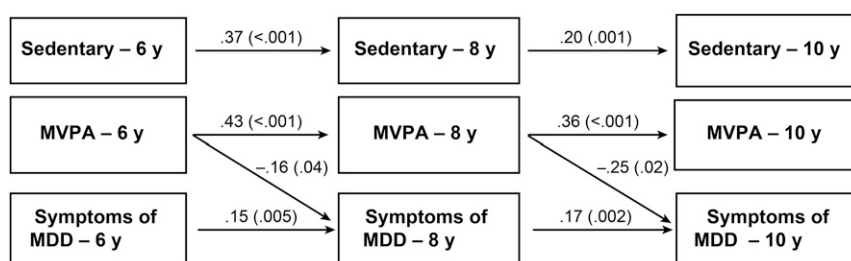 Sedentary – 6 y
.37 (<.001)
Sedentary – 8 y
.20 (.001)
Sedentary – 10 y
MVPA – 6 y
.43 (<.001)
MVPA – 8 y
.36 (<.001)
MVPA – 10 y
–.16 (.04)
–.25 (.02)
Symptoms of
MDD – 6 y
.15 (.005)
Symptoms of
MDD – 8 y
.17 (.002)
Symptoms of
MDD – 10 y